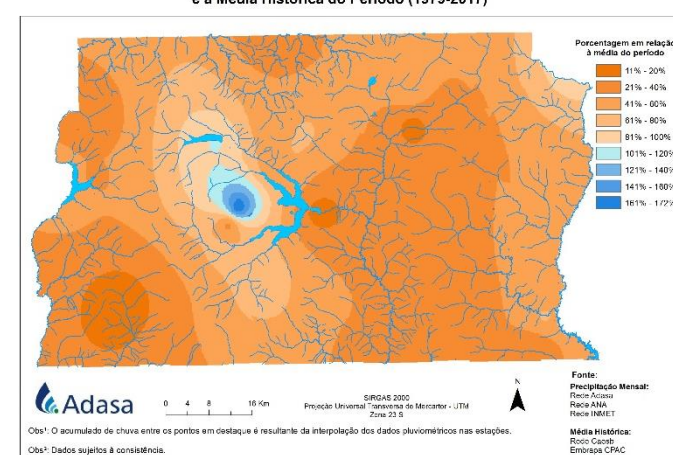 e a Média Histórica do Período (1979-2017)
Porcentagem em relação
à média do período
11% - 20%
21% - 40%
41% - 60%
61% - 80%
81% - 100%
101% - 120%
121% - 140%
141% - 160%
161% - 172%
Adasa
0 4 8 16 Km
SIRGAS 2000
Projeção Universal Transversa de Mercartor - UTM
Zona 23 S
N
Fonte:
Precipitação Mensal:
Rede Adasa
Rede ANA
Rede INMET
Média Histórica:
Rede Caesb
Embrapa CPAC
Obs¹: O acumulado de chuva entre os pontos em destaque é resultante da interpolação dos dados pluviométricos nas estações.
Obs²: Dados sujeitos à consistência.